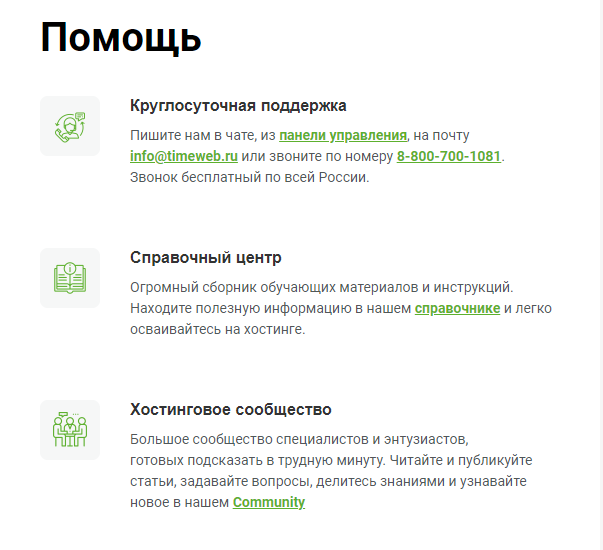 Помощь
Круглосуточная поддержка
Пишите нам в чате, из панели управления, на почту
info@timeweb.ru или звоните по номеру 8-800-700-1081.
Звонок бесплатный по всей России.
Справочный центр
Огромный сборник обучающих материалов и инструкций.
Находите полезную информацию в нашем справочнике и легко
осваивайтесь на хостинге.
Хостинговое сообщество
Большое сообщество специалистов и энтузиастов,
готовых подсказать в трудную минуту. Читайте и публикуйте
статьи, задавайте вопросы, делитесь знаниями и узнавайте
новое в нашем Community